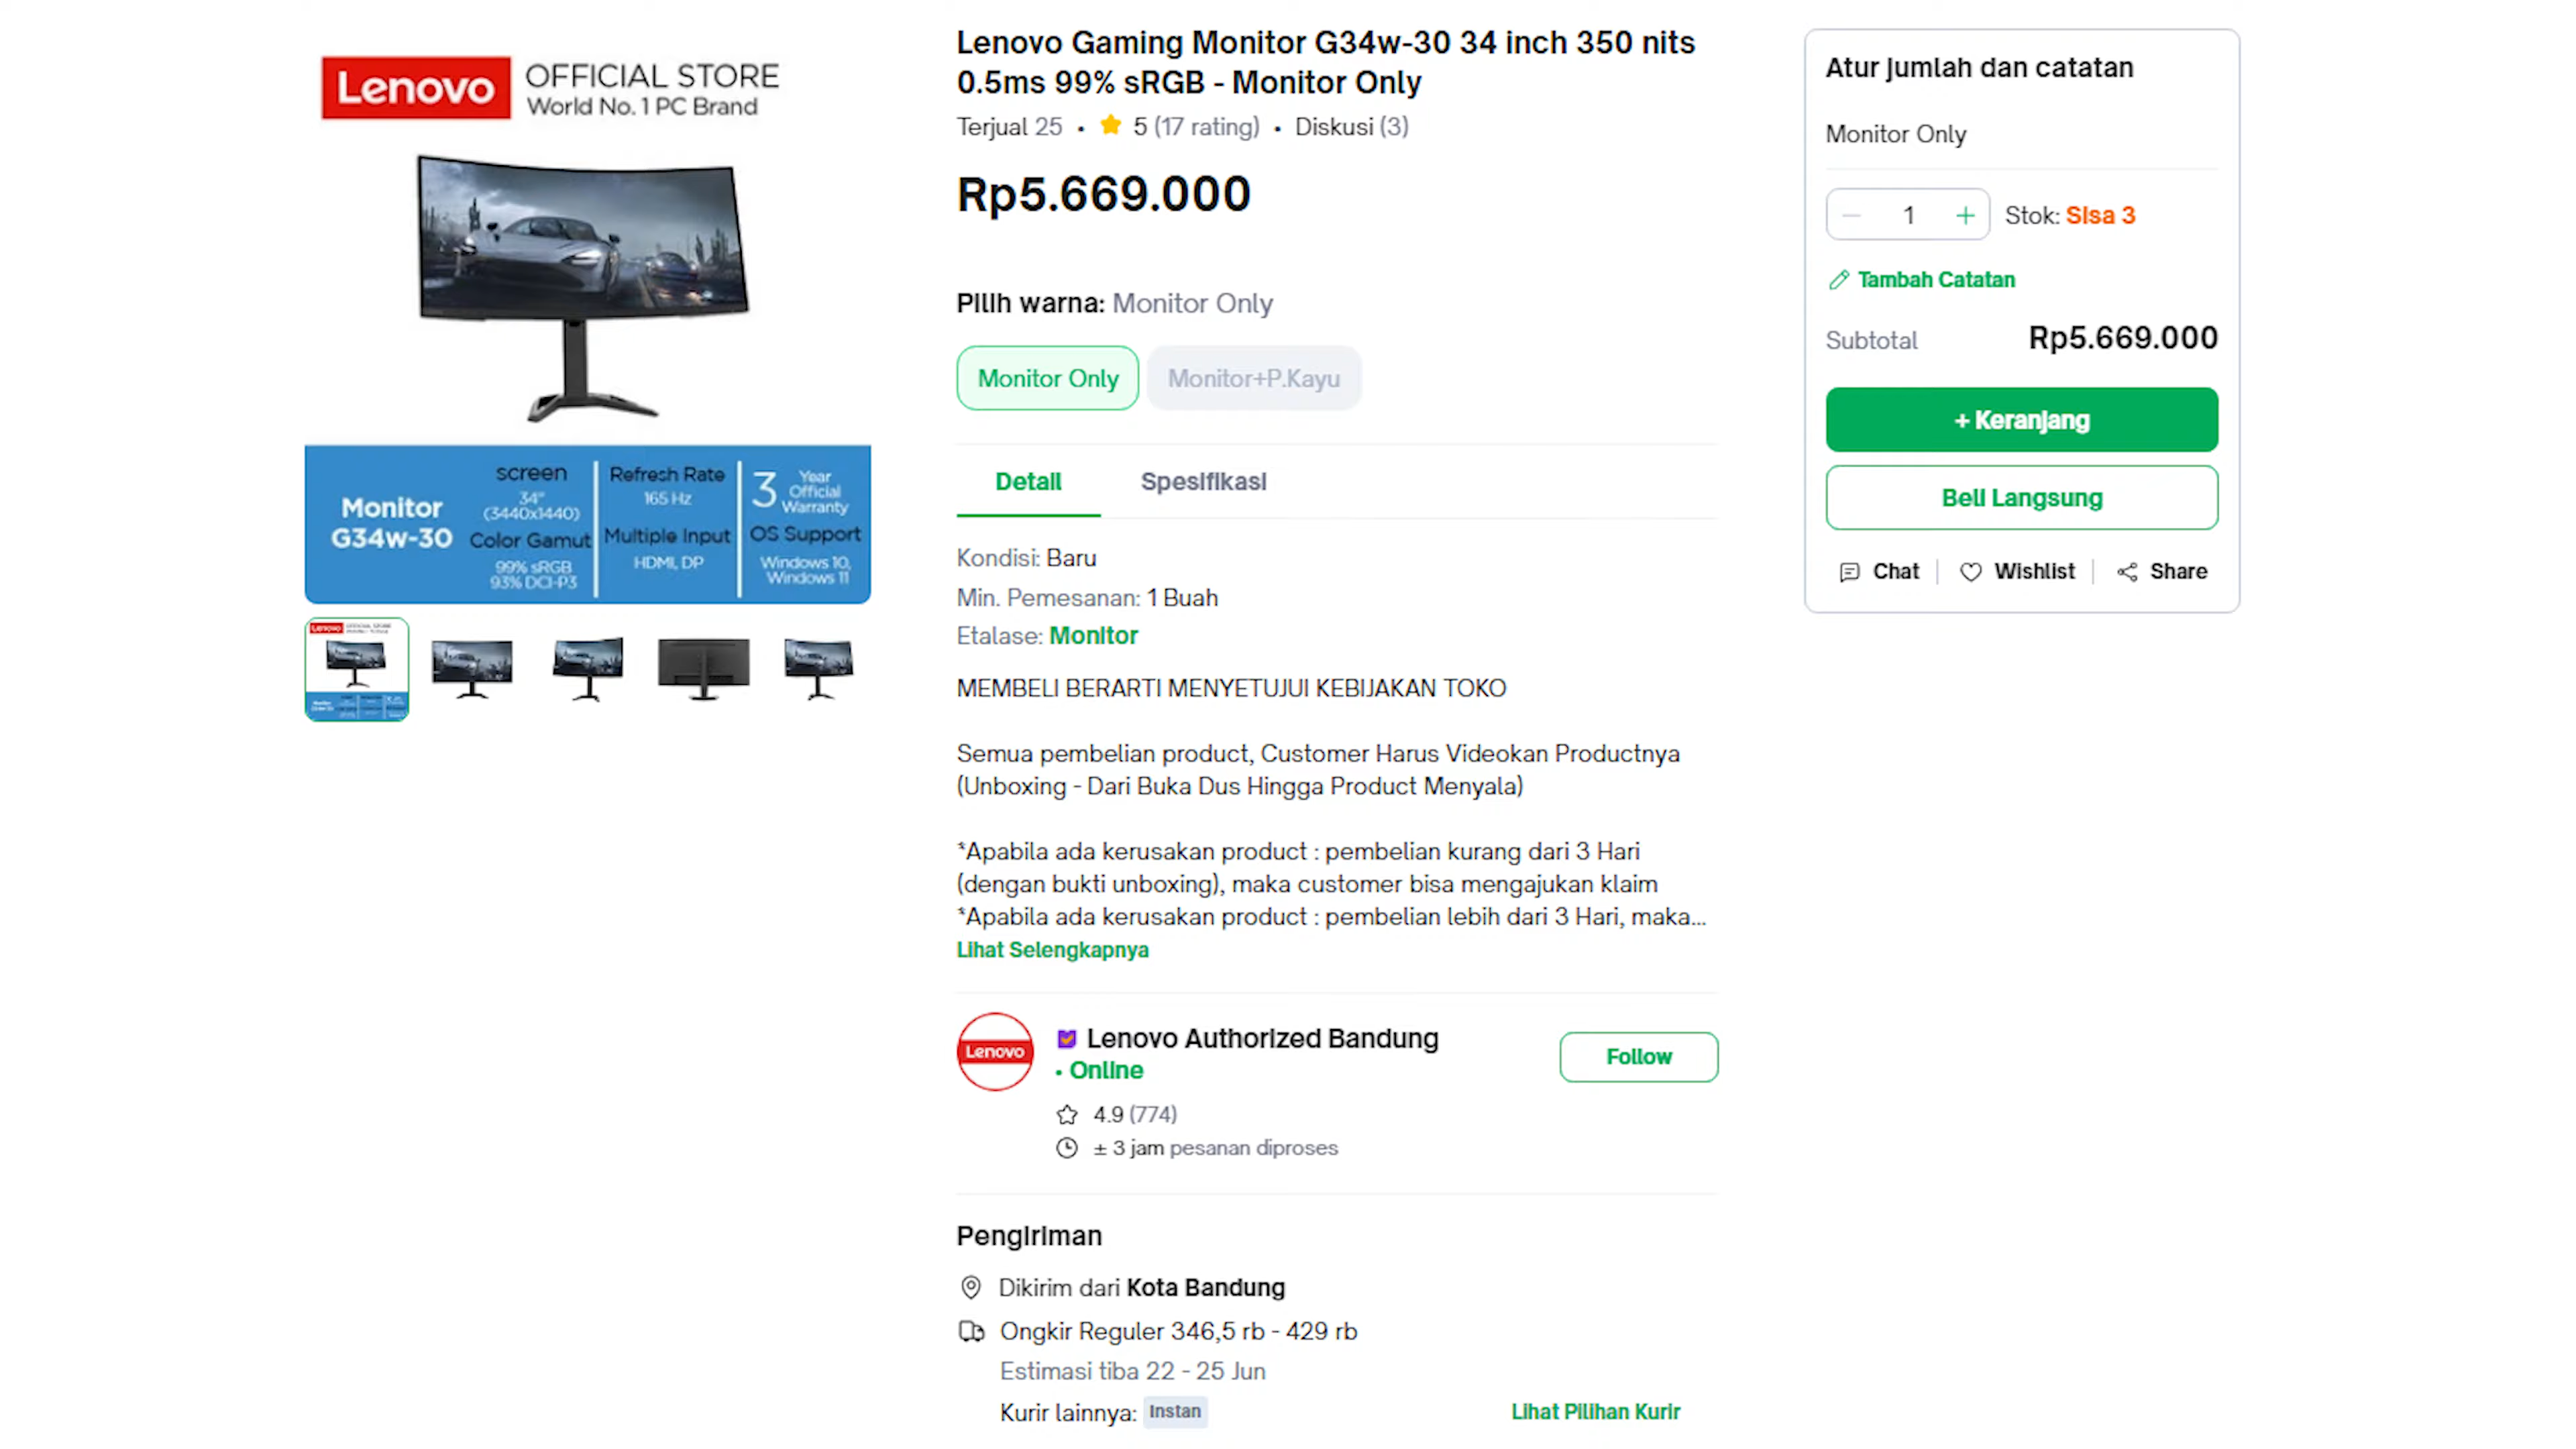 Lenovo OFFICIAL STORE
World No. 1 PC Brand
Monitor
G34w-30
screen
34"
(3440x1440)
Color Gamut
99% sRGB
93% DCI-P3
Refresh Rate
165 Hz
Multiple Input
HDMI, DP
3 Year
Official
Warranty
OS Support
Windows 10,
Windows 11
Lenovo Gaming Monitor G34w-30 34 inch 350 nits
0.5ms 99% sRGB - Monitor Only
Terjual 25 • 5 (17 rating) • Diskusi (3)
Rp5.669.000
Pilih warna: Monitor Only
Monitor Only Monitor+P.Kayu
Detail Spesifikasi
Kondisi: Baru
Min. Pemesanan: 1 Buah
Etalase: Monitor
MEMBELI BERARTI MENYETUJUI KEBIJAKAN TOKO
Semua pembelian product, Customer Harus Videokan Productnya
(Unboxing - Dari Buka Dus Hingga Product Menyala)
*Apabila ada kerusakan product : pembelian kurang dari 3 Hari
(dengan bukti unboxing), maka customer bisa mengajukan klaim
*Apabila ada kerusakan product : pembelian lebih dari 3 Hari, maka...
Lihat Selengkapnya
Lenovo
Lenovo Authorized Bandung
• Online
Follow
4.9 (774)
± 3 jam pesanan diproses
Pengiriman
Dikirim dari Kota Bandung
Ongkir Reguler 346,5 rb - 429 rb
Estimasi tiba 22 - 25 Jun
Kurir lainnya: Instan
Lihat Pilihan Kurir
Atur jumlah dan catatan
Monitor Only
1 + Stok: Sisa 3
Tambah Catatan
Subtotal Rp5.669.000
+ Keranjang
Beli Langsung
Chat Wishlist Share